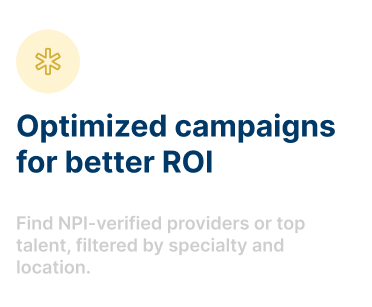 Optimized campaigns
for better ROI
Find NPI-verified providers or top
talent, filtered by specialty and
location.